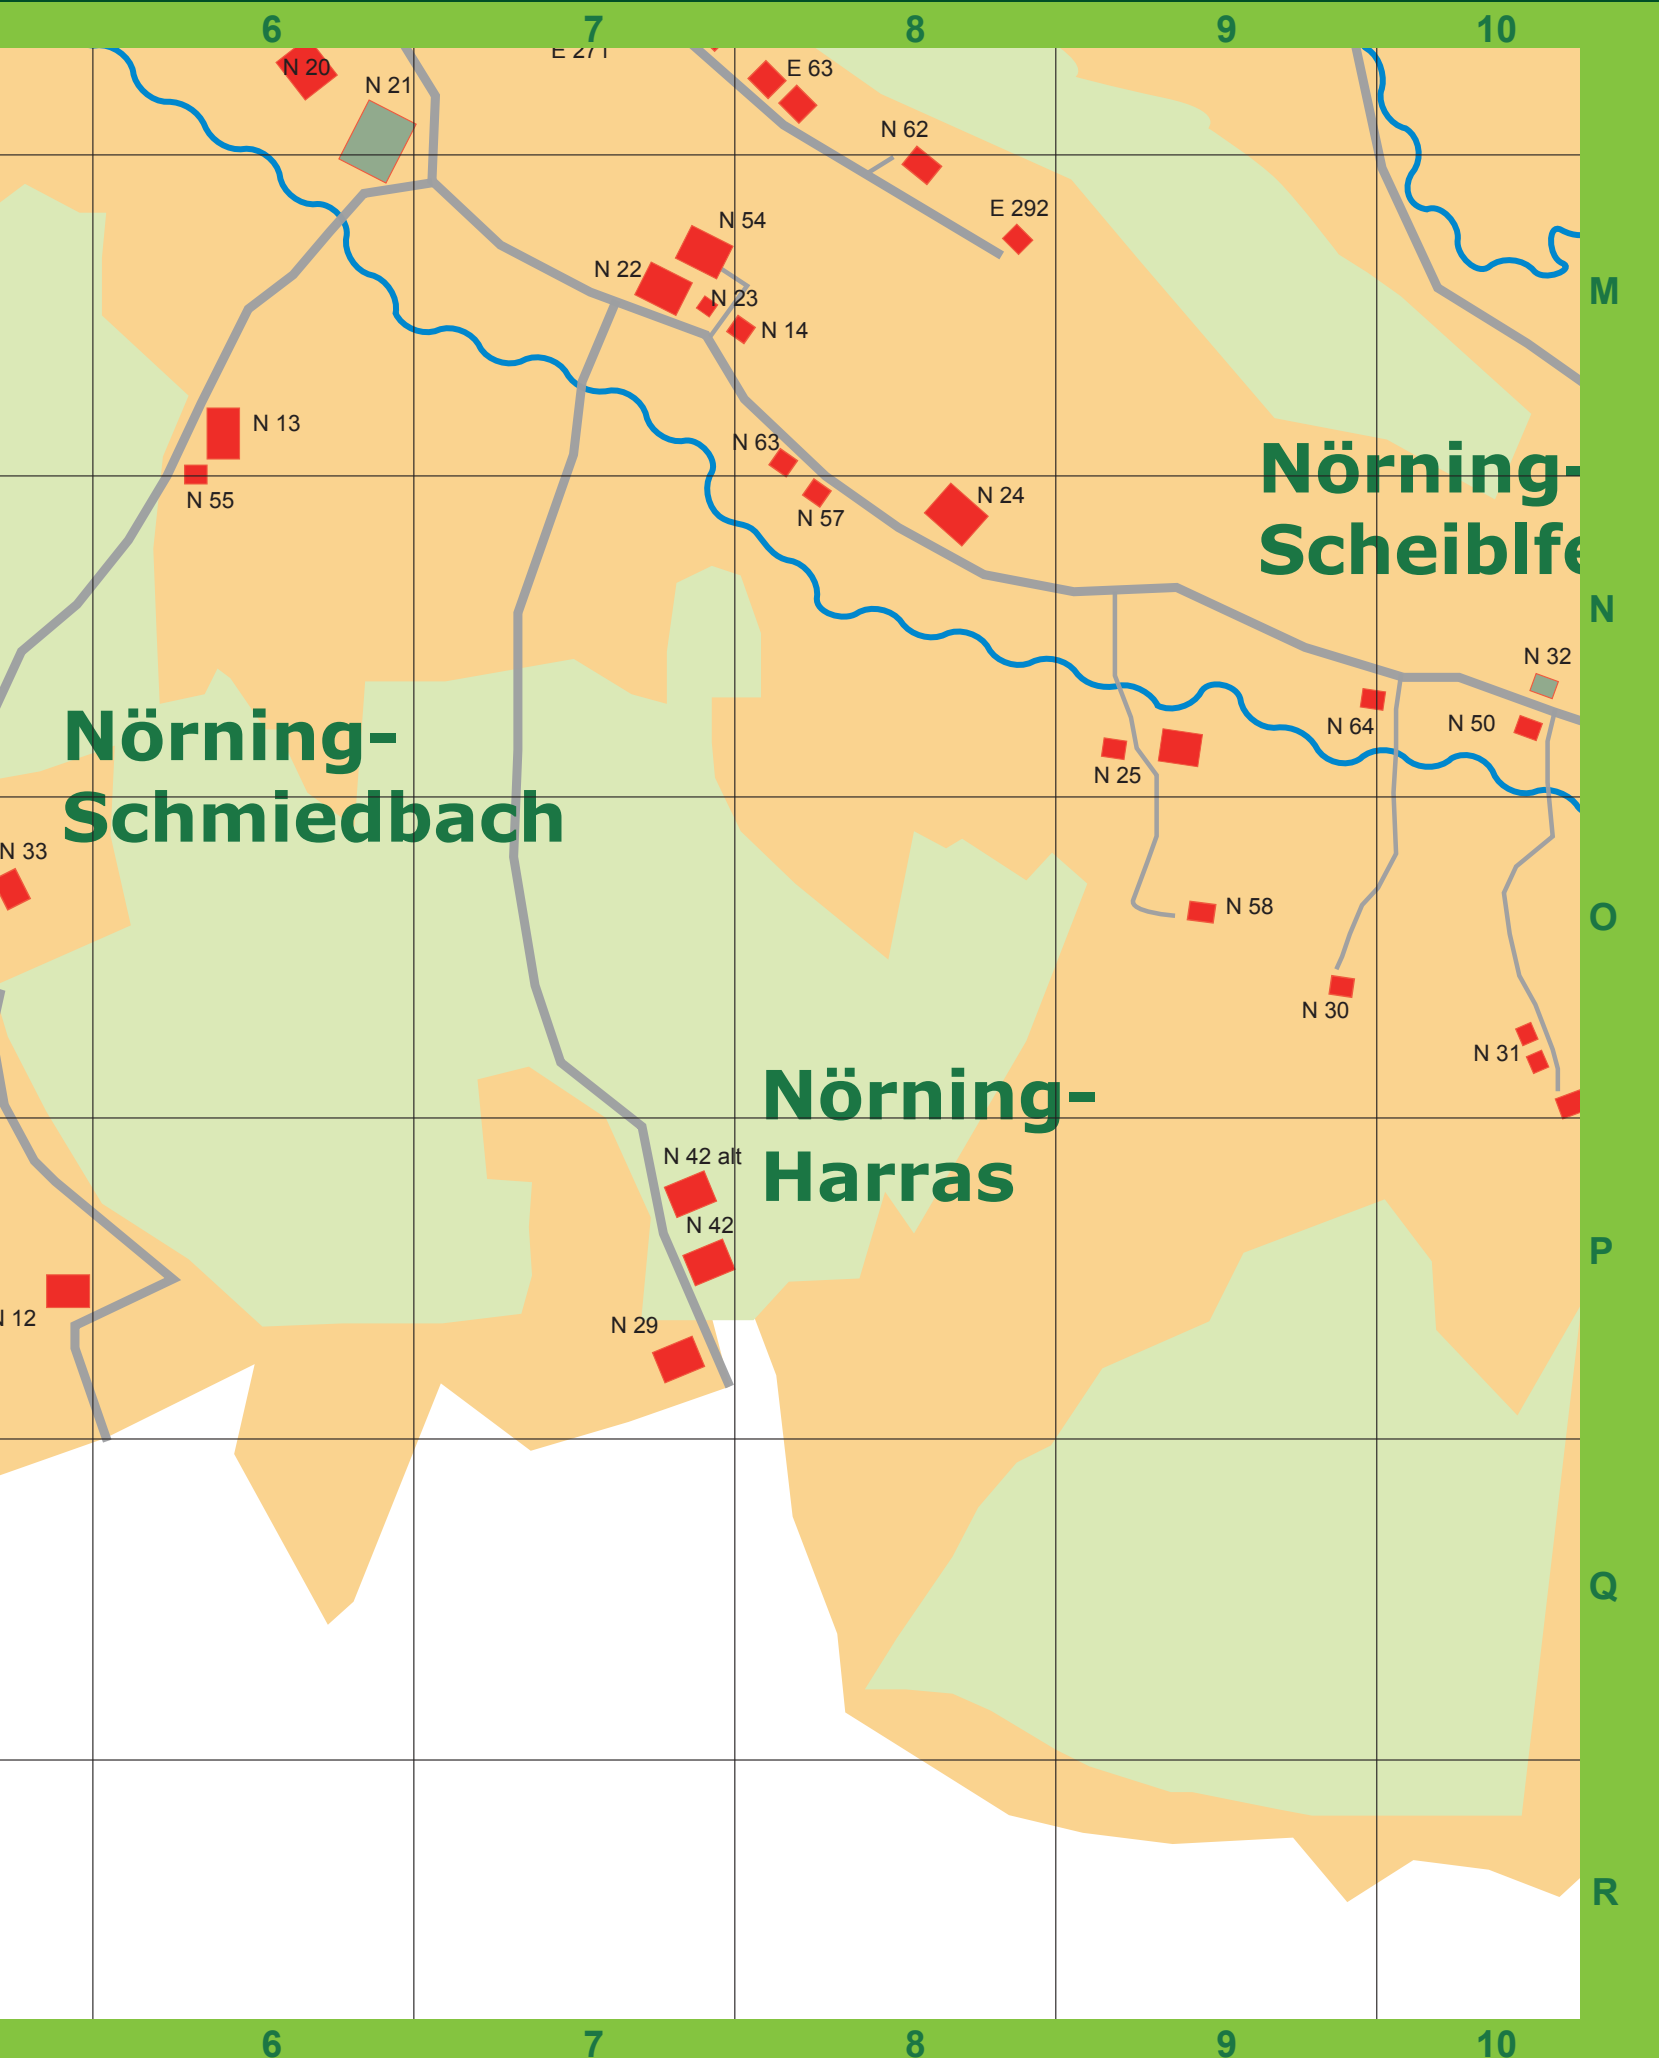 6 7 8 9 10
E 271
N 20
E 63
N 21
N 62
E 292
N 54
N 22
M
N 23
N 14
N 13
N 63
Nörning-
N 24
N 55
N 57
Scheiblfe
N
N 32
N 64
N 50
Nörning-
N 25
Schmiedbach
N 33
N 58
O
N 30
N 31
Nörning-
N 42 alt
Harras
N 42
P
N 12
N 29
Q
R
6 7 8 9 10